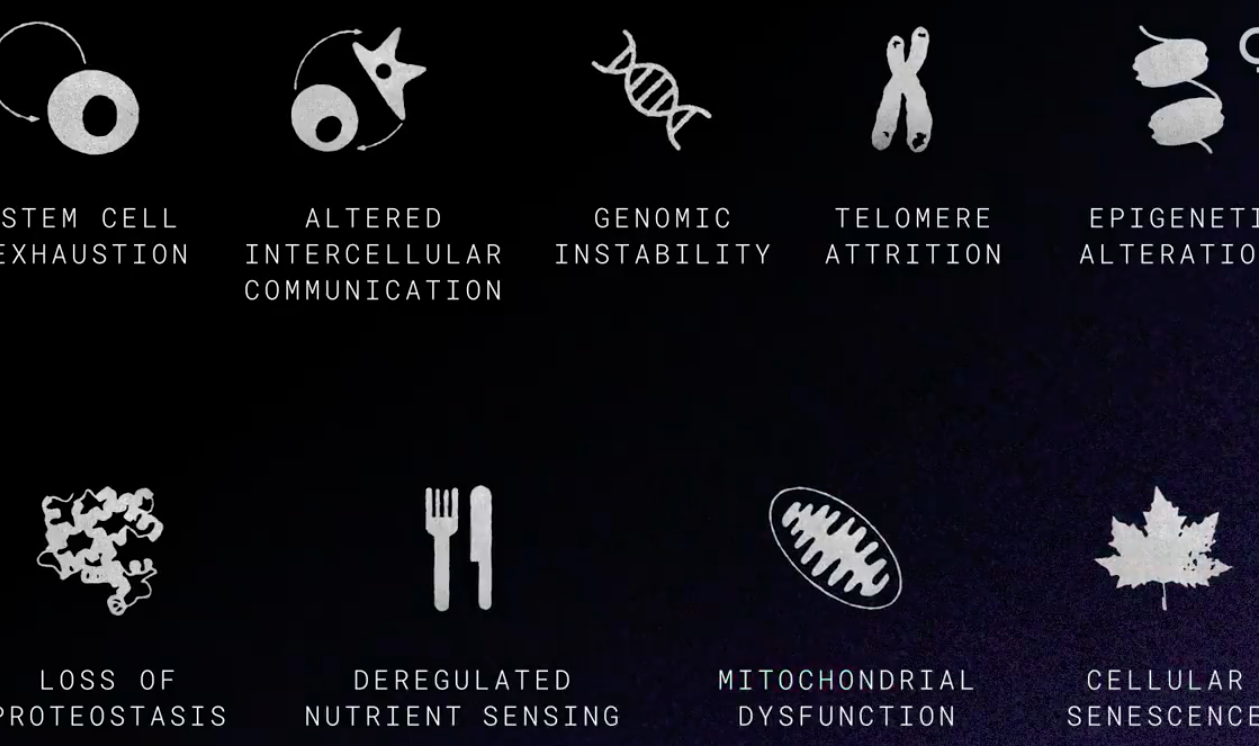 STEM CELL
EXHAUSTION
ALTERED
INTERCELLULAR
COMMUNICATION
GENOMIC
INSTABILITY
TELOMERE
ATTRITION
EPIGENETI
ALTERATIO
LOSS OF
PROTEOSTASIS
DEREGULATED
NUTRIENT SENSING
MITOCHONDRIAL
DYSFUNCTION
CELLULAR
SENESCENCE